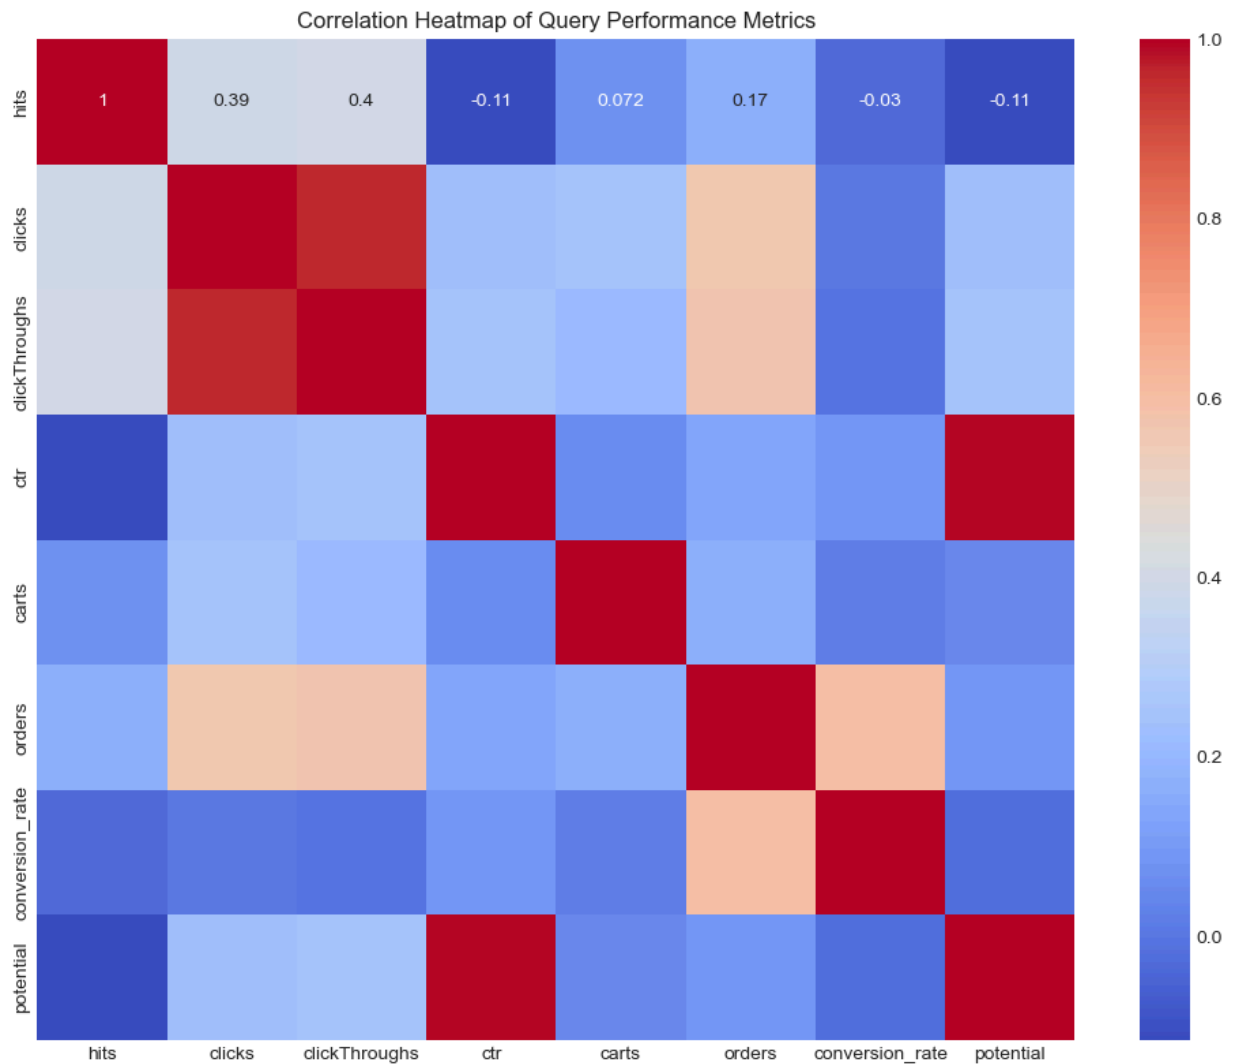 Correlation Heatmap of Query Performance Metrics
hits
1 0.39 0.4 -0.11 0.072 0.17 -0.03 -0.11
clicks
clickThroughs
ctr
carts
orders
conversion_rate
potential
hits clicks clickThroughs ctr carts orders conversion_rate potential
1.0
0.8
0.6
0.4
0.2
0.0